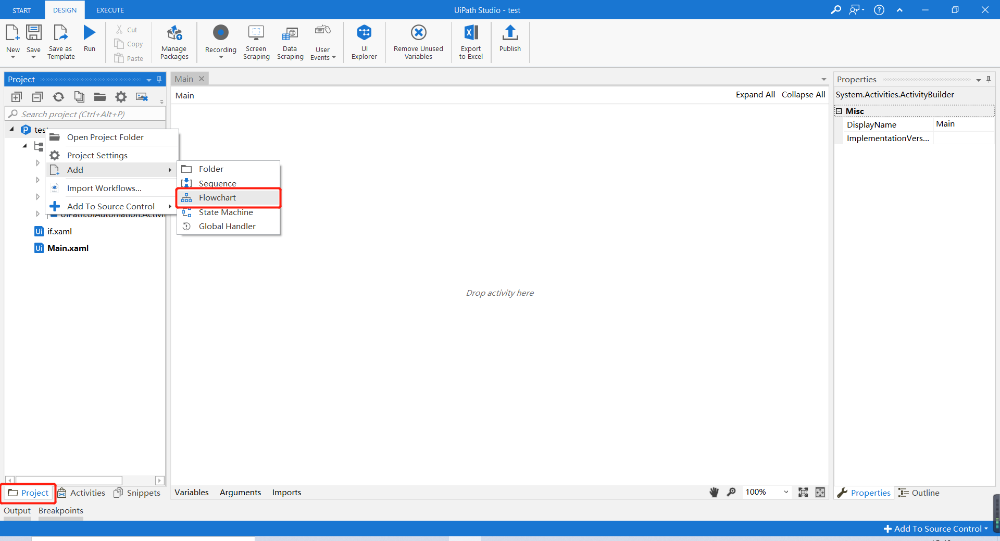 START
DESIGN
EXECUTE
UiPath Studio - test
New
Save
Save as
Template
Run
Cut
Copy
Paste
Manage
Packages
Recording
Screen
Scraping
Data
Scraping
User
Events
UI
Explorer
Remove Unused
Variables
Export
to Excel
Publish
Project
Main
Properties
Main
Expand All
Collapse All
System.Activities.ActivityBuilder
Search project (Ctrl+Alt+P)
Misc
DisplayName
Main
ImplementationVers...
Open Project Folder
Project Settings
Add
Import Workflows...
Add To Source Control
Folder
Sequence
Flowchart
State Machine
Global Handler
if.xaml
Main.xaml
Drop activity here
Project
Activities
Snippets
Variables
Arguments
Imports
100%
Properties
Outline
Output
Breakpoints
Add To Source Control